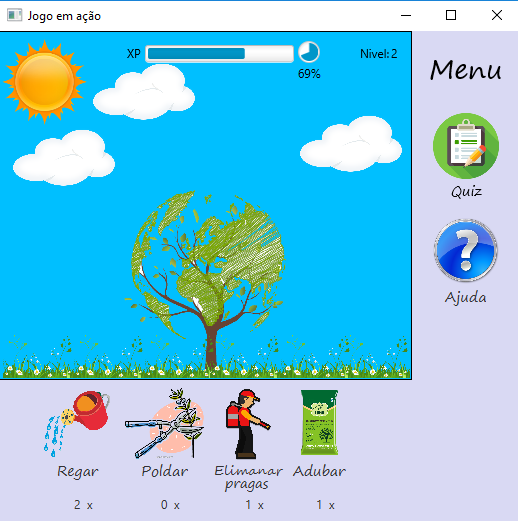 Jogo em ação
XP
Nivel: 2
69%
Menu
Quiz
Ajuda
Regar
Poldar
Elimanar
pragas
Adubar
2 x
0 x
1 x
1 x